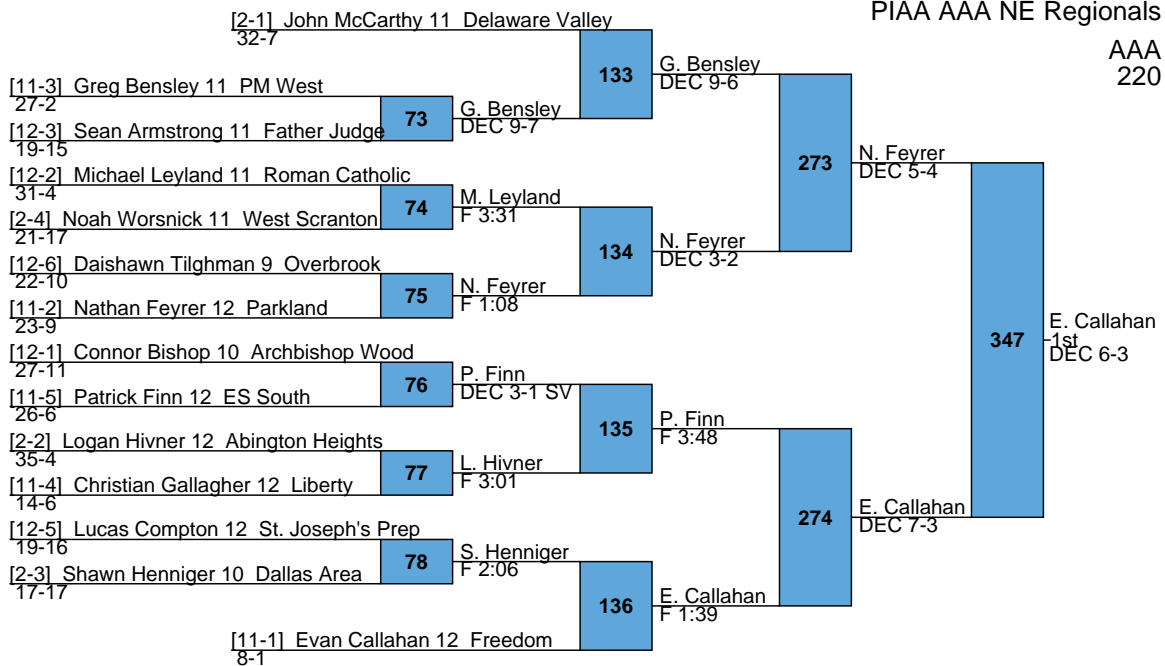 PIAA AAA NE Regionals
AAA
220
[2-1] John McCarthy 11 Delaware Valley
32-7
133
G. Bensley
DEC 9-6
[11-3] Greg Bensley 11 PM West
27-2
73
G. Bensley
DEC 9-7
[12-3] Sean Armstrong 11 Father Judge
19-15
273
N. Feyrer
DEC 5-4
[12-2] Michael Leyland 11 Roman Catholic
31-4
74
M. Leyland
F 3:31
[2-4] Noah Worsnick 11 West Scranton
21-17
134
N. Feyrer
DEC 3-2
[12-6] Daishawn Tilghman 9 Overbrook
22-10
75
N. Feyrer
F 1:08
[11-2] Nathan Feyrer 12 Parkland
23-9
347
E. Callahan
1st
DEC 6-3
[12-1] Connor Bishop 10 Archbishop Wood
27-11
76
P. Finn
DEC 3-1 SV
[11-5] Patrick Finn 12 ES South
26-6
135
P. Finn
F 3:48
[2-2] Logan Hivner 12 Abington Heights
35-4
77
L. Hivner
F 3:01
[11-4] Christian Gallagher 12 Liberty
14-6
274
E. Callahan
DEC 7-3
[12-5] Lucas Compton 12 St. Joseph's Prep
19-16
78
S. Henniger
F 2:06
[2-3] Shawn Henniger 10 Dallas Area
17-17
136
E. Callahan
F 1:39
[11-1] Evan Callahan 12 Freedom
8-1